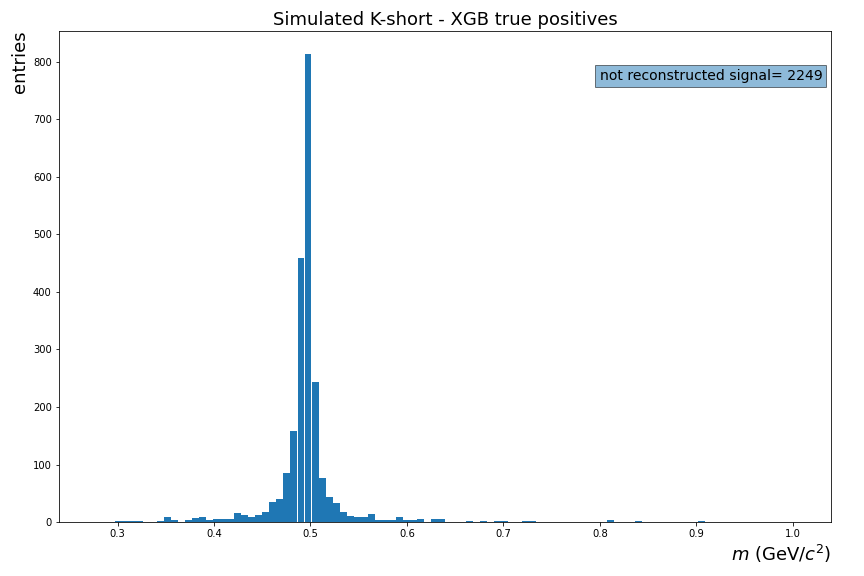 Simulated K-short - XGB true positives
entries
not reconstructed signal= 2249
800
700
600
500
400
300
200
100
0
0.3 0.4 0.5 0.6 0.7 0.8 0.9 1.0
m (GeV/c²)